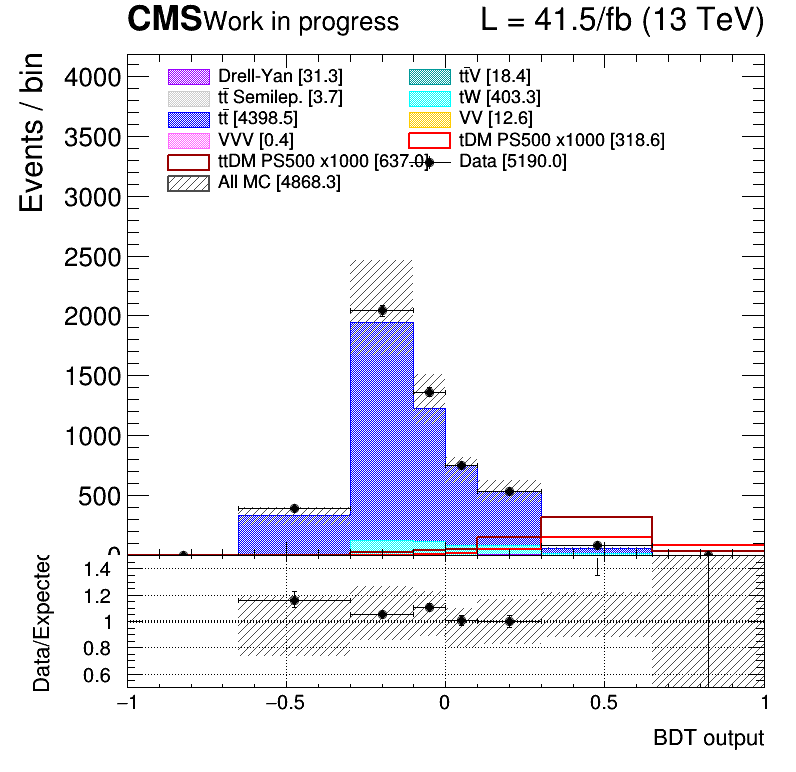 CMS Work in progress L = 41.5/fb (13 TeV)
Events / bin
4000
3500
3000
2500
2000
1500
1000
500
0
Drell-Yan [31.3] tt̄V [18.4]
tt̄ Semilep. [3.7] tW [403.3]
tt̄ [4398.5] VV [12.6]
VVV [0.4] tDM PS500 x1000 [318.6]
ttDM PS500 x1000 [637.0] Data [5190.0]
All MC [4868.3]
Data/Expected
1.4
1.2
1
0.8
0.6
−1 −0.5 0 0.5 1
BDT output